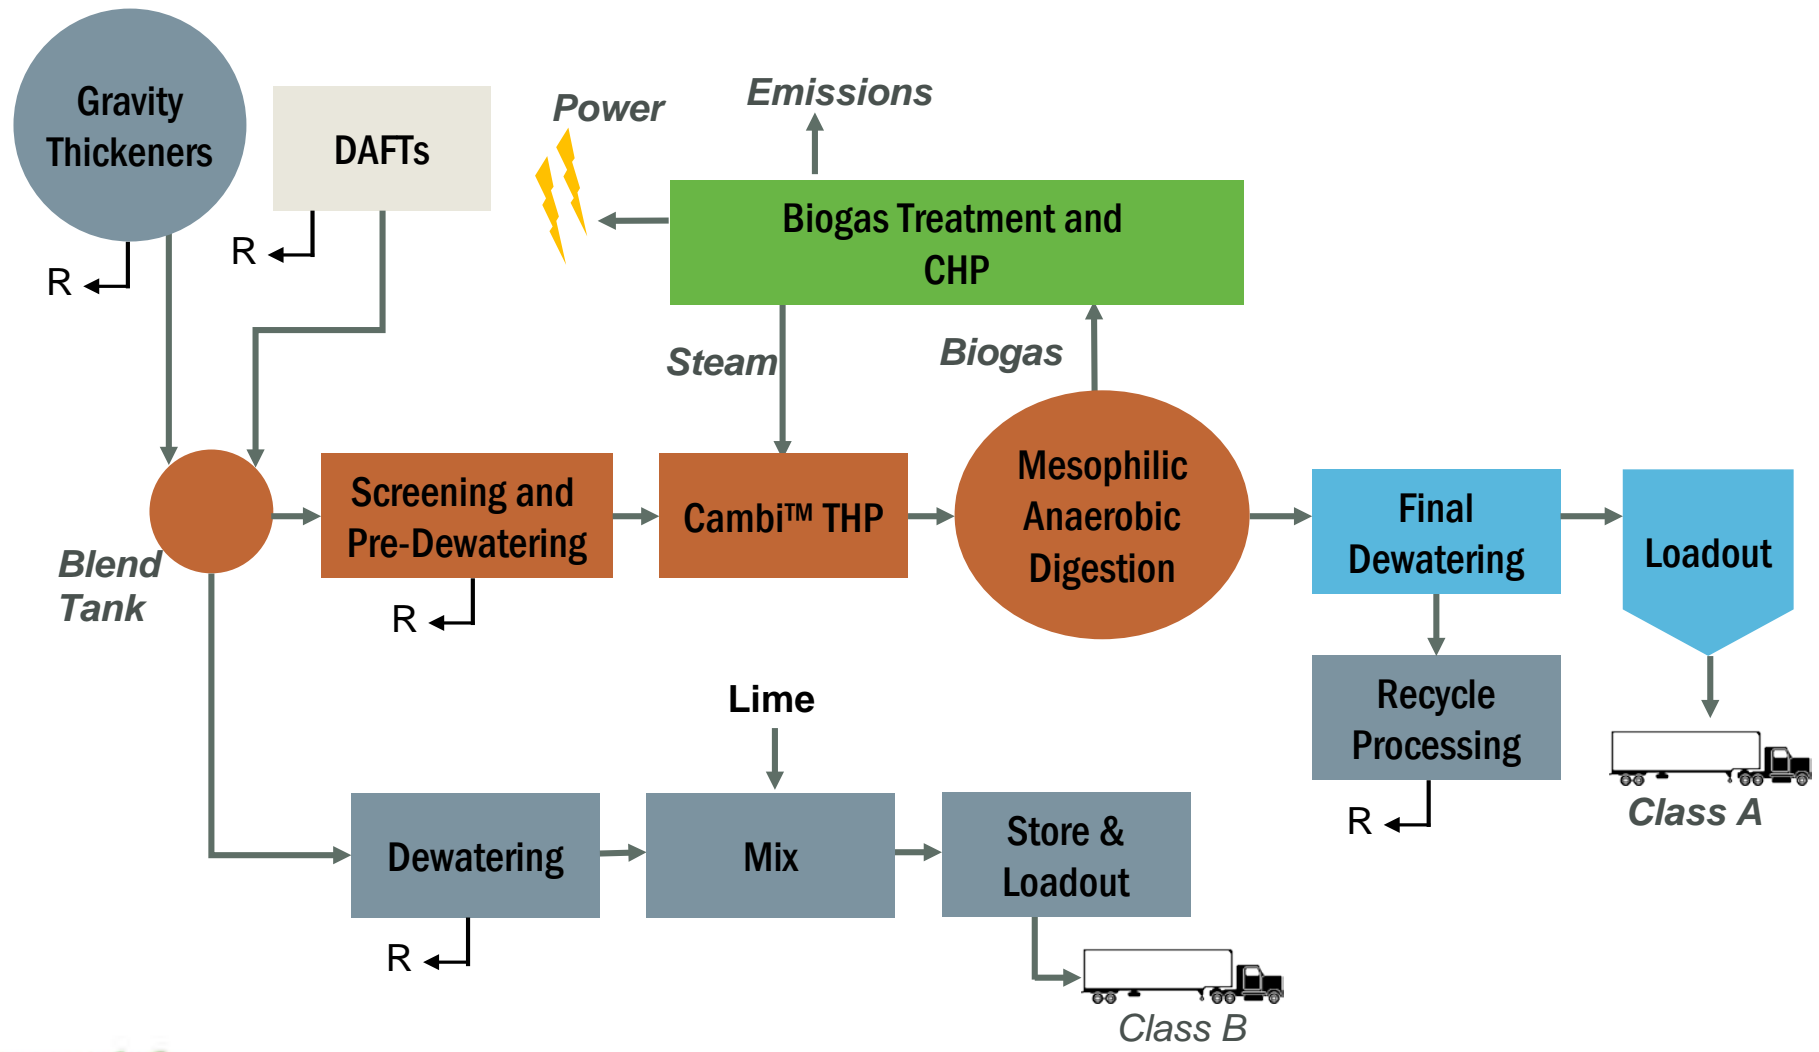 Gravity
Thickeners
DAFTs
Power
Emissions
R
R
Biogas Treatment and
CHP
Steam
Biogas
Blend
Tank
Screening and
Pre-Dewatering
R
Cambi™ THP
Mesophilic
Anaerobic
Digestion
Final
Dewatering
Loadout
Recycle
Processing
R
Class A
Lime
Dewatering
R
Mix
Store &
Loadout
Class B